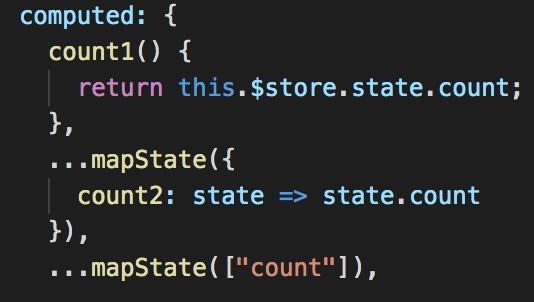 computed: {
  count1() {
    return this.$store.state.count;
  },
  ...mapState({
    count2: state => state.count
  }),
  ...mapState(["count"]),